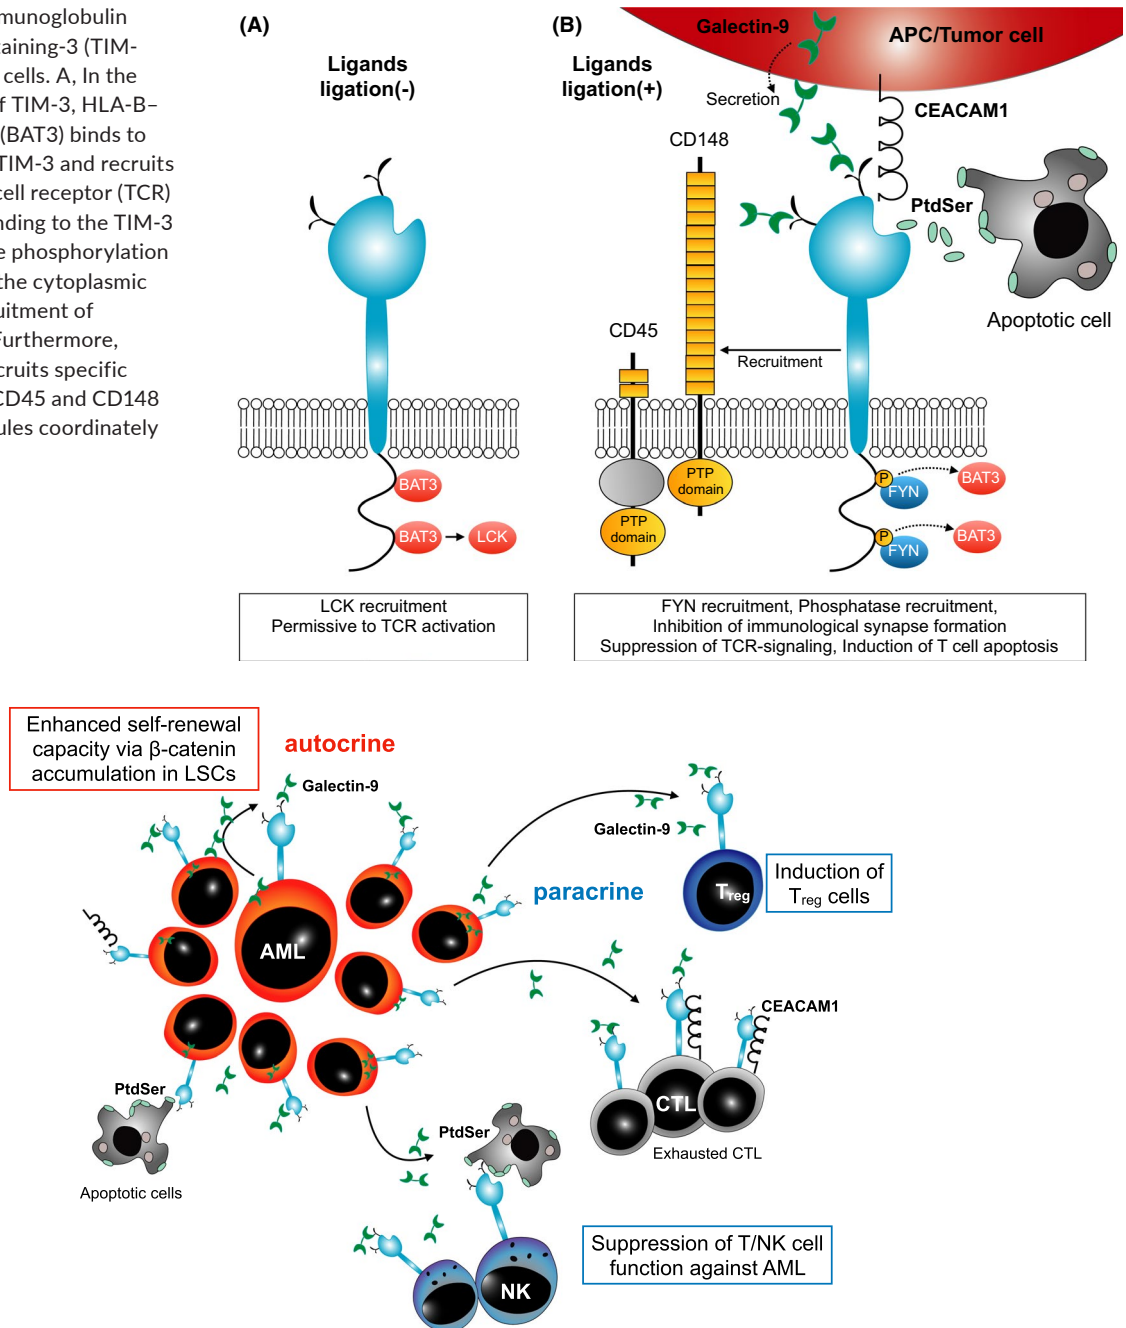 munoglobulin
taining-3 (TIM-
cells. A, In the
f TIM-3, HLA-B–
(BAT3) binds to
TIM-3 and recruits
cell receptor (TCR)
nding to the TIM-3
e phosphorylation
the cytoplasmic
uitment of
Furthermore,
cruits specific
CD45 and CD148
ules coordinately
(A)
Ligands
ligation(-)
BAT3
BAT3
LCK
LCK recruitment
Permissive to TCR activation
(B)
Ligands
ligation(+)
Galectin-9
APC/Tumor cell
Secretion
CEACAM1
CD148
PtdSer
Apoptotic cell
CD45
Recruitment
PTP
domain
PTP
domain
P
FYN
BAT3
P
FYN
BAT3
FYN recruitment, Phosphatase recruitment,
Inhibition of immunological synapse formation
Suppression of TCR-signaling, Induction of T cell apoptosis
Enhanced self-renewal
capacity via β-catenin
accumulation in LSCs
autocrine
Galectin-9
Galectin-9
paracrine
Treg
Induction of
Treg cells
AML
CEACAM1
CTL
Exhausted CTL
PtdSer
Apoptotic cells
PtdSer
NK
Suppression of T/NK cell
function against AML